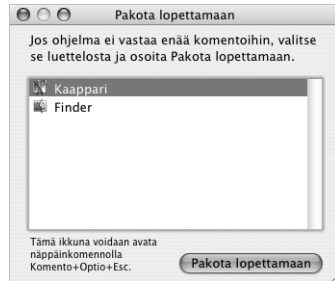 Pakota lopettamaan
Jos ohjelma ei vastaa enää komentoihin, valitse
se luettelosta ja osoita Pakota lopettamaan.
Kaappari
Finder
Tämä ikkuna voidaan avata
näppäinkomennolla
Komento+Optio+Esc.
Pakota lopettamaan